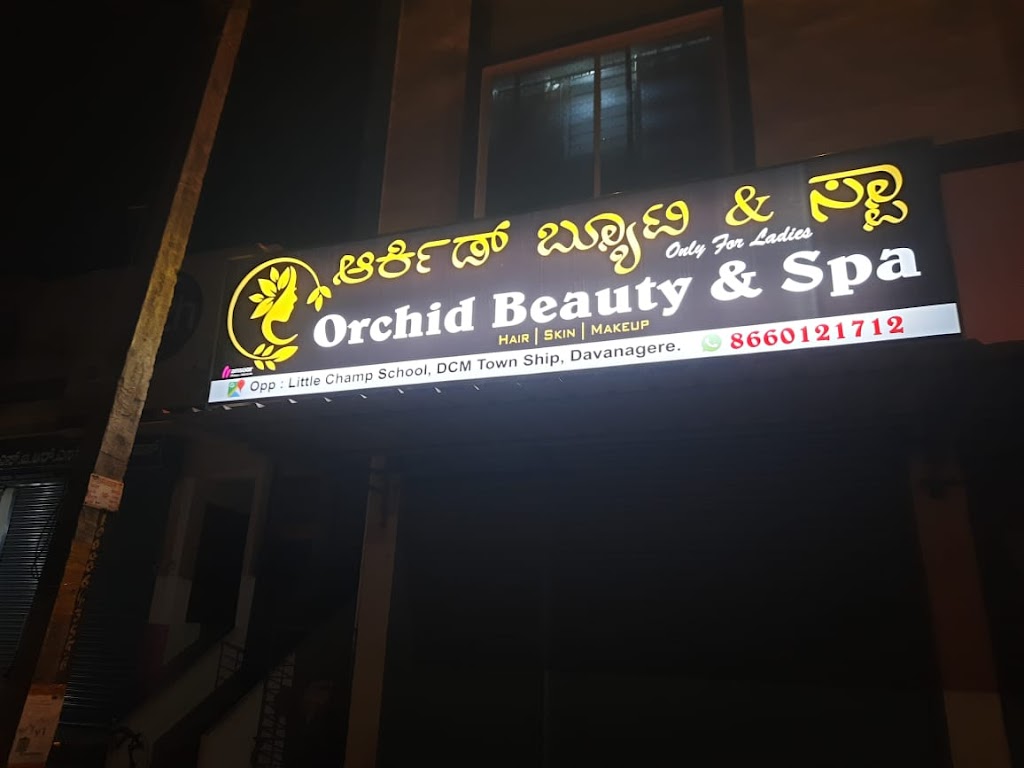 ಆರ್ಕಿಡ್ ಬ್ಯೂಟಿ & ಸ್ಪಾ
Only For Ladies
Orchid Beauty & Spa
HAIR | SKIN | MAKEUP
Opp : Little Champ School, DCM Town Ship, Davanagere. 8660121712